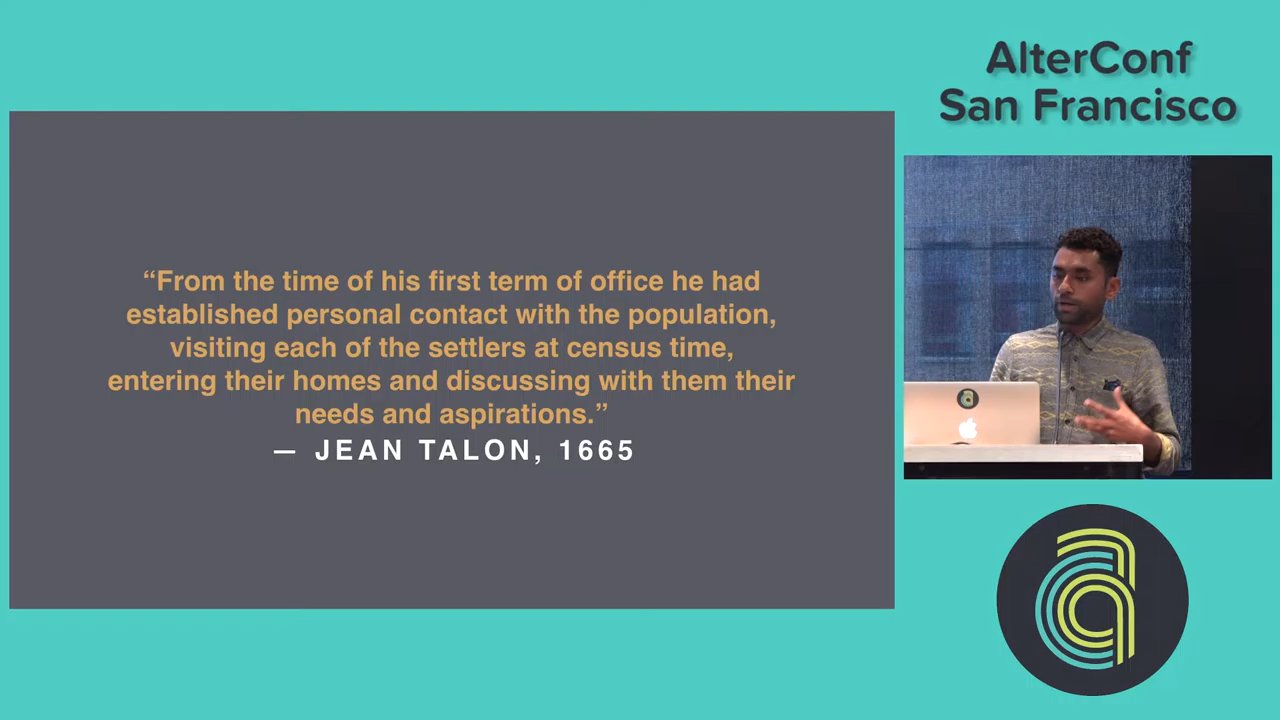 AlterConf
San Francisco
“From the time of his first term of office he had
established personal contact with the population,
visiting each of the settlers at census time,
entering their homes and discussing with them their
needs and aspirations.”
— JEAN TALON, 1665